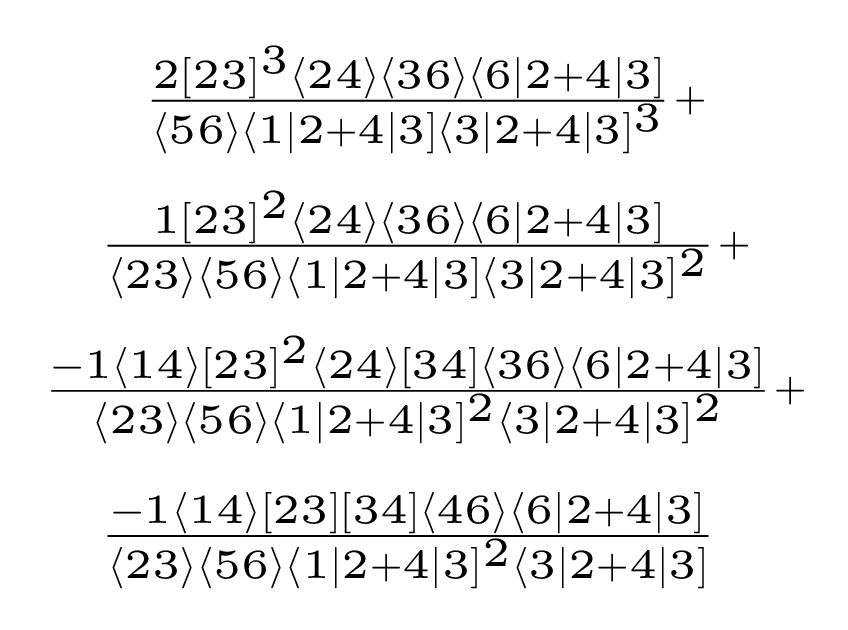 \frac{2[23]^3⟨24⟩⟨36⟩⟨6|2+4|3]}{⟨56⟩⟨1|2+4|3]⟨3|2+4|3]^3}+
\frac{1[23]^2⟨24⟩⟨36⟩⟨6|2+4|3]}{⟨23⟩⟨56⟩⟨1|2+4|3]⟨3|2+4|3]^2}+
\frac{-1⟨14⟩[23]^2⟨24⟩[34]⟨36⟩⟨6|2+4|3]}{⟨23⟩⟨56⟩⟨1|2+4|3]^2⟨3|2+4|3]^2}+
\frac{-1⟨14⟩[23][34]⟨46⟩⟨6|2+4|3]}{⟨23⟩⟨56⟩⟨1|2+4|3]^2⟨3|2+4|3]}